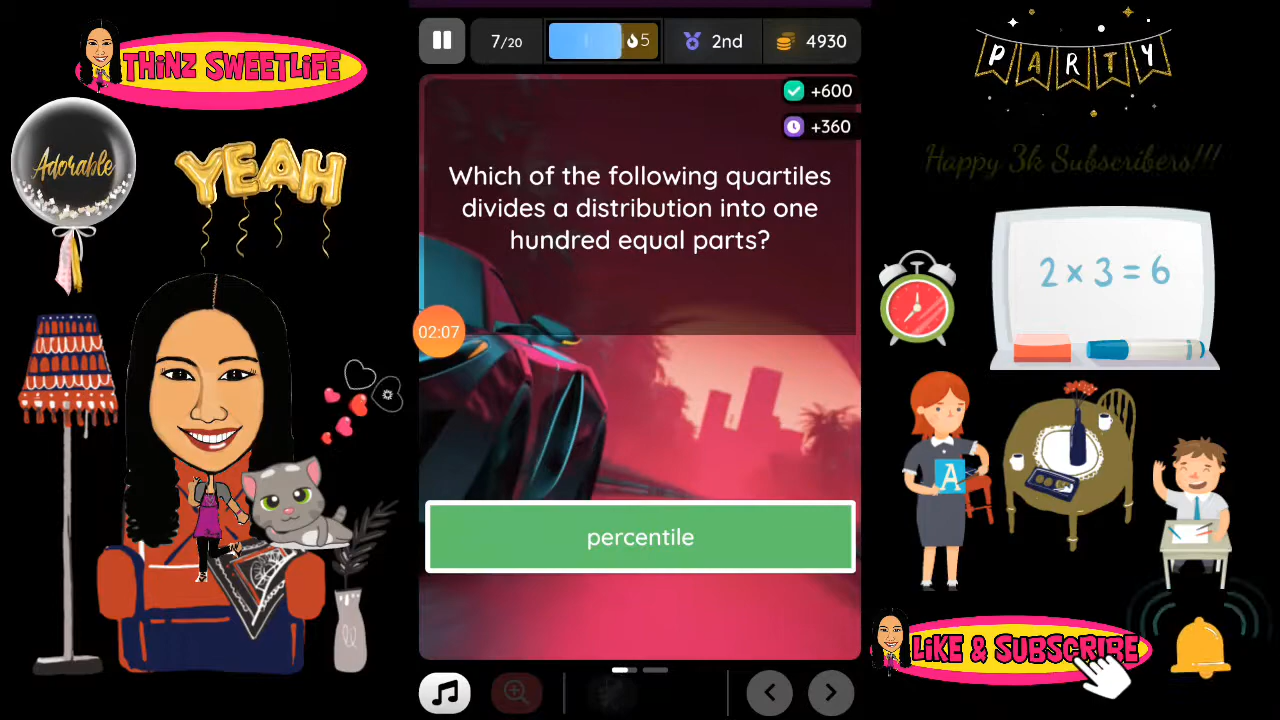 THiNZ SWEETLiFE
Adorable
YEAH
7/20
5
2nd
4930
+600
+360
Which of the following quartiles
divides a distribution into one
hundred equal parts?
02:07
percentile
PARTY
Happy 3k Subscribers!!!
2 × 3 = 6
A
LiKE & SUBSCRIBE